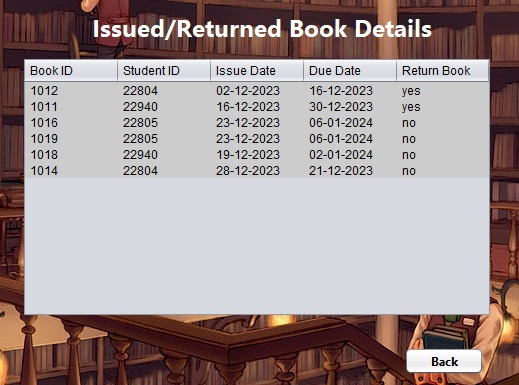 Issued/Returned Book Details
Book ID Student ID Issue Date Due Date Return Book
1012 22804 02-12-2023 16-12-2023 yes
1011 22940 16-12-2023 30-12-2023 yes
1016 22805 23-12-2023 06-01-2024 no
1019 22805 23-12-2023 06-01-2024 no
1018 22940 19-12-2023 02-01-2024 no
1014 22804 28-12-2023 21-12-2023 no
Back